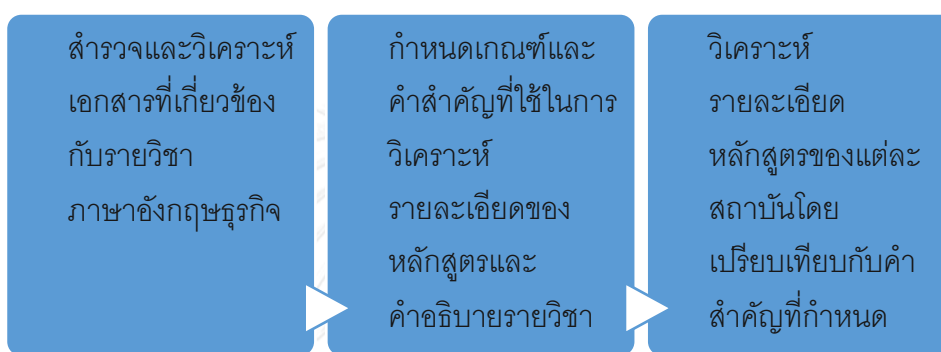 สำรวจและวิเคราะห์
เอกสารที่เกี่ยวข้อง
กับรายวิชา
ภาษาอังกฤษธุรกิจ
กำหนดเกณฑ์และ
คำสำคัญที่ใช้ในการ
วิเคราะห์
รายละเอียดของ
หลักสูตรและ
คำอธิบายรายวิชา
วิเคราะห์
รายละเอียด
หลักสูตรของแต่ละ
สถาบันโดย
เปรียบเทียบกับคำ
สำคัญที่กำหนด